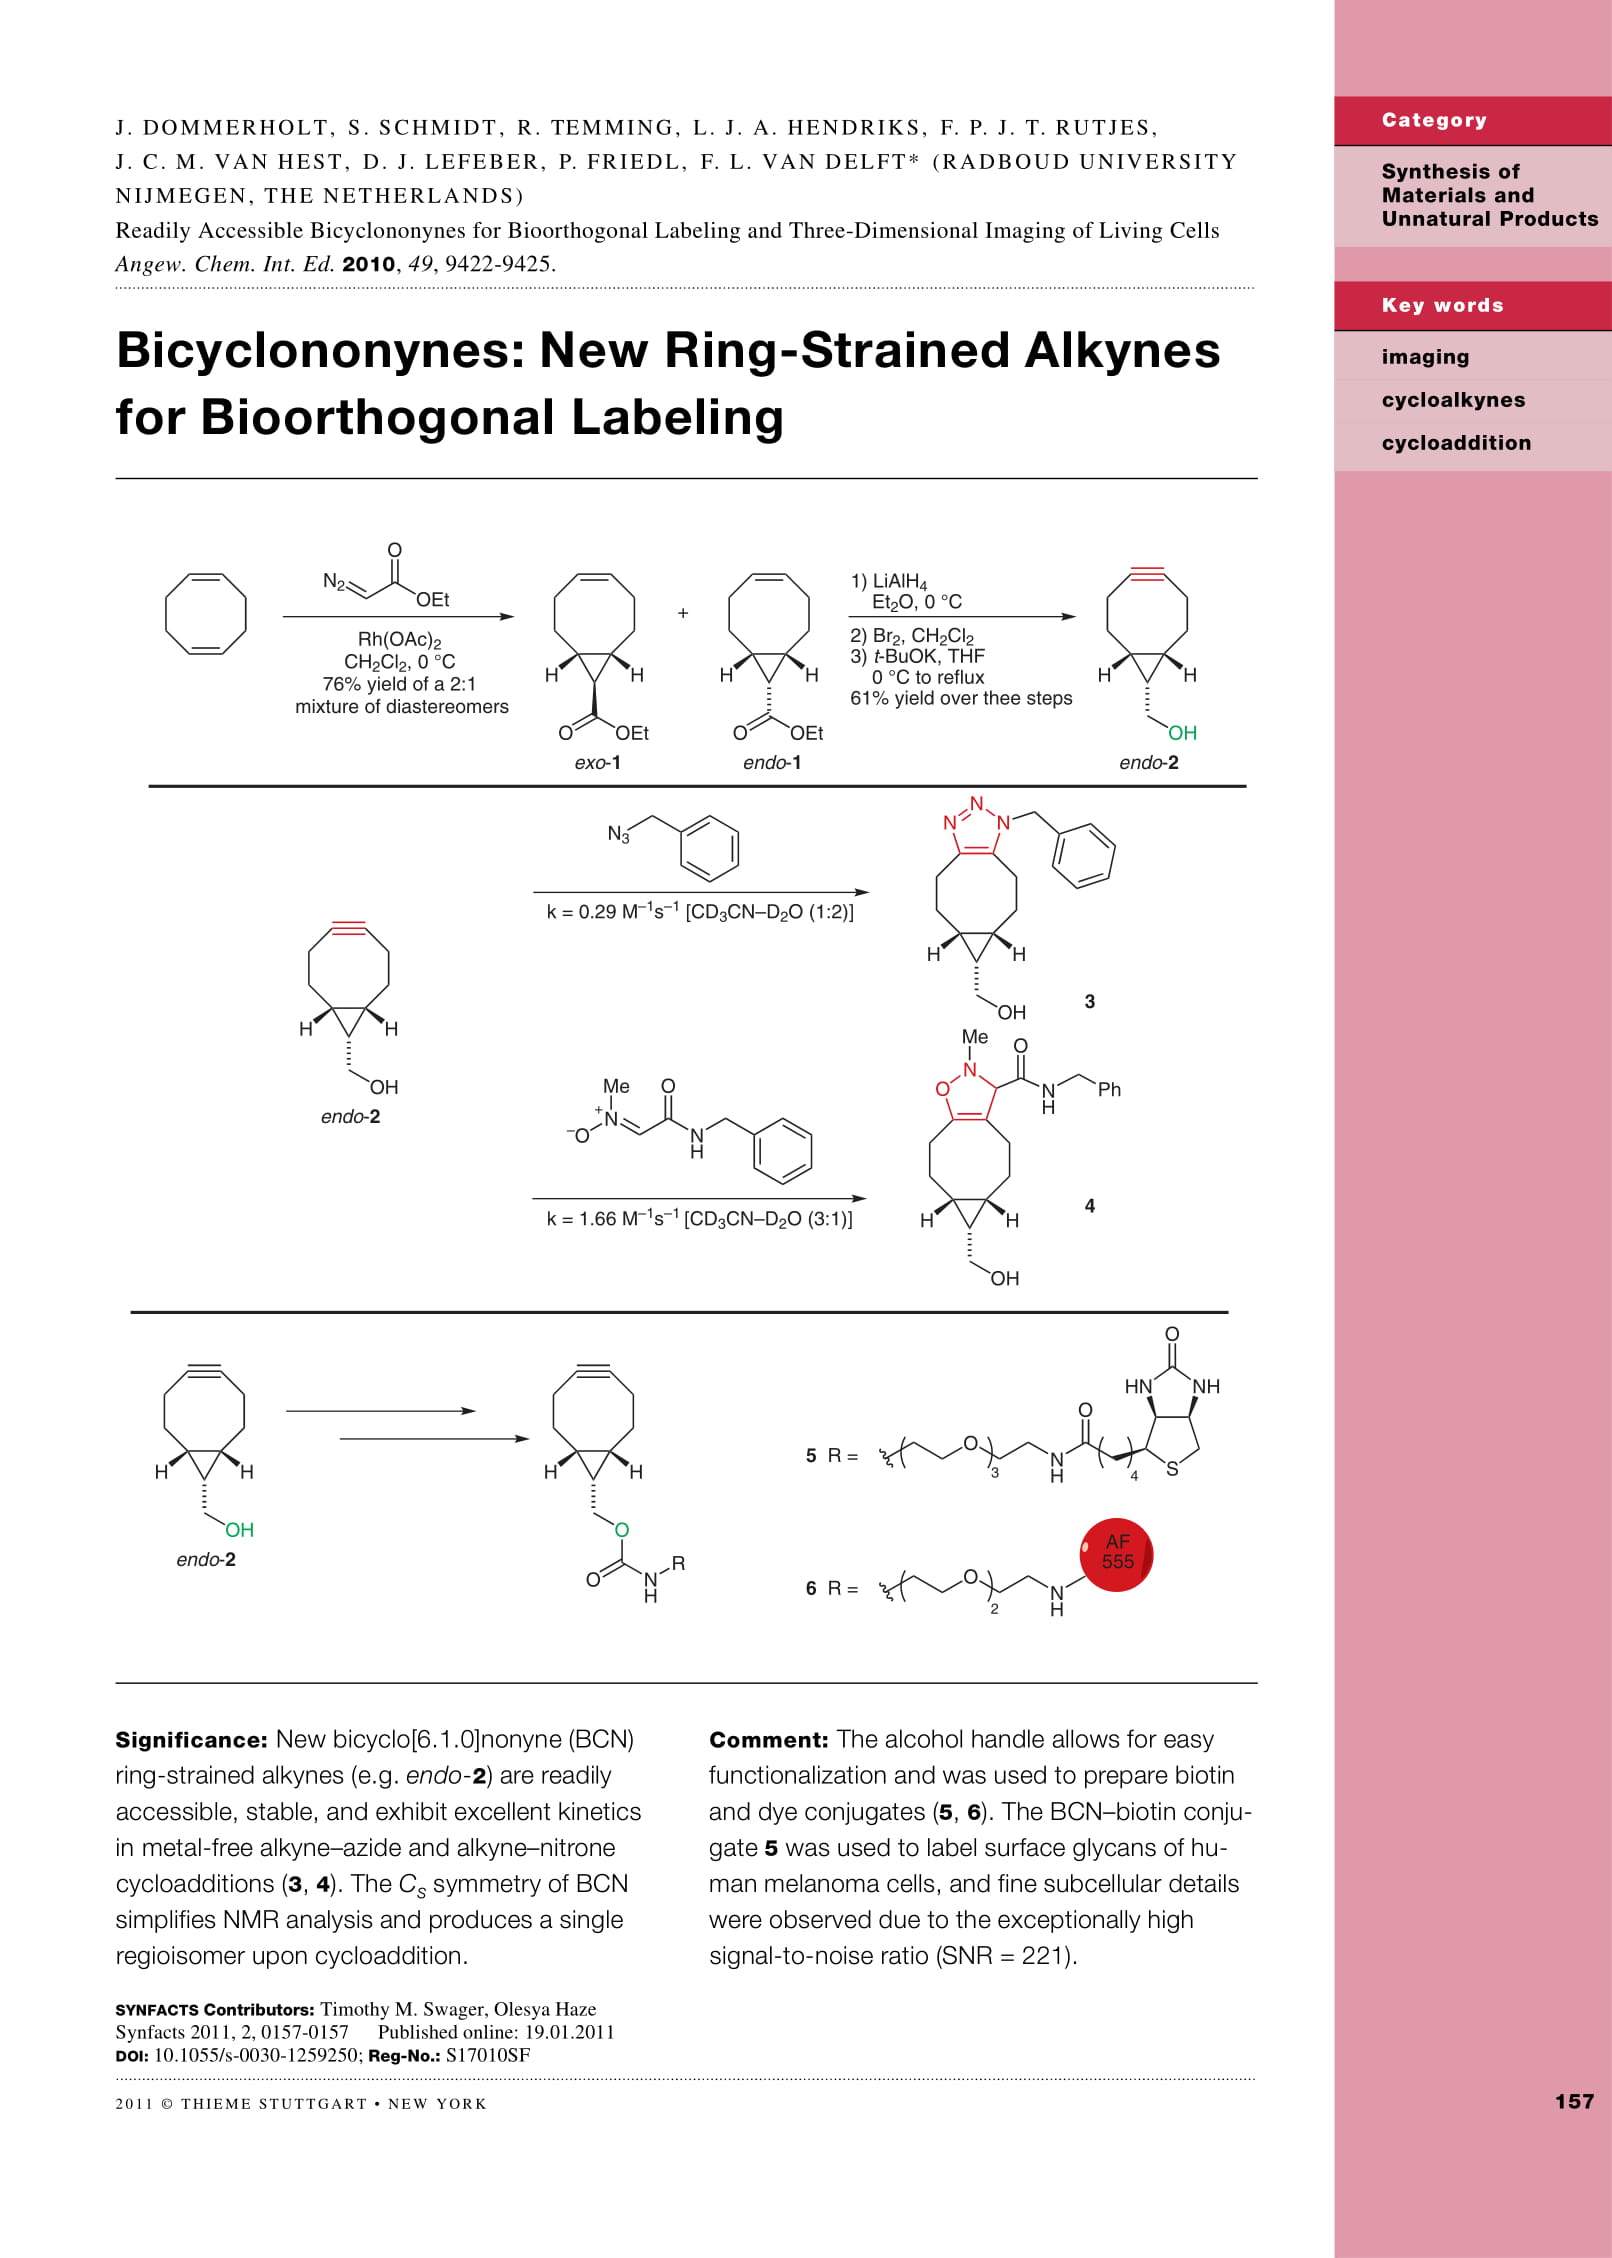 J. DOMMERHOLT, S. SCHMIDT, R. TEMMING, L. J. A. HENDRIKS, F. P. J. T. RUTJES,
J. C. M. VAN HEST, D. J. LEFEBER, P. FRIEDL, F. L. VAN DELFT* (RADBOUD UNIVERSITY
NIJMEGEN, THE NETHERLANDS)
Readily Accessible Bicyclononynes for Bioorthogonal Labeling and Three-Dimensional Imaging of Living Cells
Angew. Chem. Int. Ed. 2010, 49, 9422-9425.
Category
Synthesis of
Materials and
Unnatural Products
Key words
imaging
cycloalkynes
cycloaddition
Bicyclononynes: New Ring-Strained Alkynes
for Bioorthogonal Labeling
N2
O
OEt
Rh(OAc)2
CH2Cl2, 0 °C
76% yield of a 2:1
mixture of diastereomers
H
H
O
OEt
exo-1
+
H
H
O
OEt
endo-1
1) LiAlH4
Et2O, 0 °C
2) Br2, CH2Cl2
3) t-BuOK, THF
0 °C to reflux
61% yield over thee steps
H
H
OH
endo-2
H
H
OH
endo-2
N3
k = 0.29 M–1s–1 [CD3CN–D2O (1:2)]
N
N
N
H
H
OH
3
Me
O
+
N
–O
N
H
k = 1.66 M–1s–1 [CD3CN–D2O (3:1)]
Me
N
O
O
N
H
Ph
H
H
OH
4
H
H
OH
endo-2
H
H
O
O
N
H
R
5 R =
O
3
N
H
O
4
HN
NH
O
S
6 R =
O
2
N
H
AF
555
Significance: New bicyclo[6.1.0]nonyne (BCN)
ring-strained alkynes (e.g. endo-2) are readily
accessible, stable, and exhibit excellent kinetics
in metal-free alkyne–azide and alkyne–nitrone
cycloadditions (3, 4). The Cs symmetry of BCN
simplifies NMR analysis and produces a single
regioisomer upon cycloaddition.
Comment: The alcohol handle allows for easy
functionalization and was used to prepare biotin
and dye conjugates (5, 6). The BCN–biotin conju-
gate 5 was used to label surface glycans of hu-
man melanoma cells, and fine subcellular details
were observed due to the exceptionally high
signal-to-noise ratio (SNR = 221).
SYNFACTS Contributors: Timothy M. Swager, Olesya Haze
Synfacts 2011, 2, 0157-0157 Published online: 19.01.2011
DOI: 10.1055/s-0030-1259250; Reg-No.: S17010SF
2011 © THIEME STUTTGART • NEW YORK
157